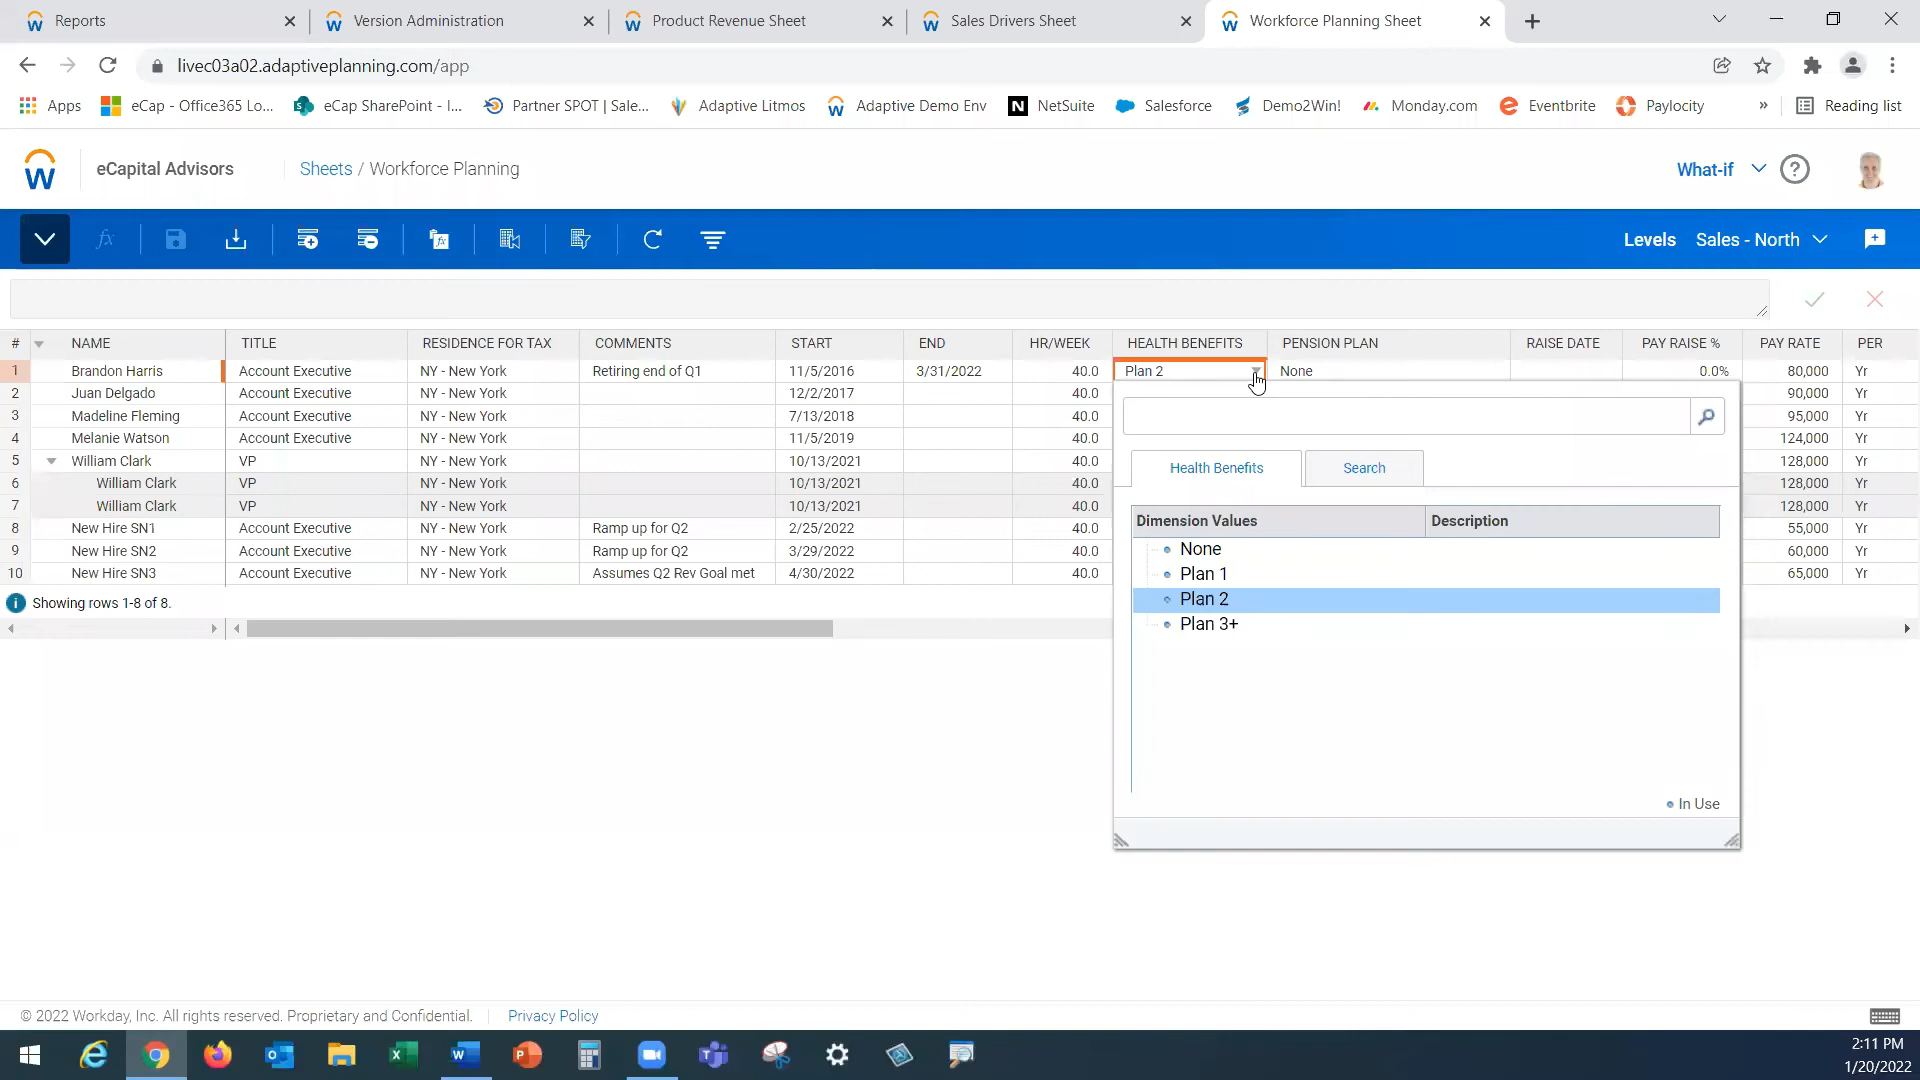 Reports
Version Administration
Product Revenue Sheet
Sales Drivers Sheet
Workforce Planning Sheet
livec03a02.adaptiveplanning.com/app
Apps
eCap - Office365 Lo...
eCap SharePoint - I...
Partner SPOT | Sale...
Adaptive Litmos
Adaptive Demo Env
NetSuite
Salesforce
Demo2Win!
Monday.com
Eventbrite
Paylocity
»
Reading list
eCapital Advisors
Sheets / Workforce Planning
What-if
Levels Sales - North
# NAME TITLE RESIDENCE FOR TAX COMMENTS START END HR/WEEK HEALTH BENEFITS PENSION PLAN RAISE DATE PAY RAISE % PAY RATE PER
1 Brandon Harris Account Executive NY - New York Retiring end of Q1 11/5/2016 3/31/2022 40.0 Plan 2 None 0.0% 80,000 Yr
2 Juan Delgado Account Executive NY - New York 12/2/2017 40.0 90,000 Yr
3 Madeline Fleming Account Executive NY - New York 7/13/2018 40.0 95,000 Yr
4 Melanie Watson Account Executive NY - New York 11/5/2019 40.0 124,000 Yr
5 William Clark VP NY - New York 10/13/2021 40.0 128,000 Yr
6 William Clark VP NY - New York 10/13/2021 40.0 128,000 Yr
7 William Clark VP NY - New York 10/13/2021 40.0 128,000 Yr
8 New Hire SN1 Account Executive NY - New York Ramp up for Q2 2/25/2022 40.0 55,000 Yr
9 New Hire SN2 Account Executive NY - New York Ramp up for Q2 3/29/2022 40.0 60,000 Yr
10 New Hire SN3 Account Executive NY - New York Assumes Q2 Rev Goal met 4/30/2022 40.0 65,000 Yr
Showing rows 1-8 of 8.
Health Benefits Search
Dimension Values Description
None
Plan 1
Plan 2
Plan 3+
In Use
© 2022 Workday, Inc. All rights reserved. Proprietary and Confidential. Privacy Policy
2:11 PM
1/20/2022